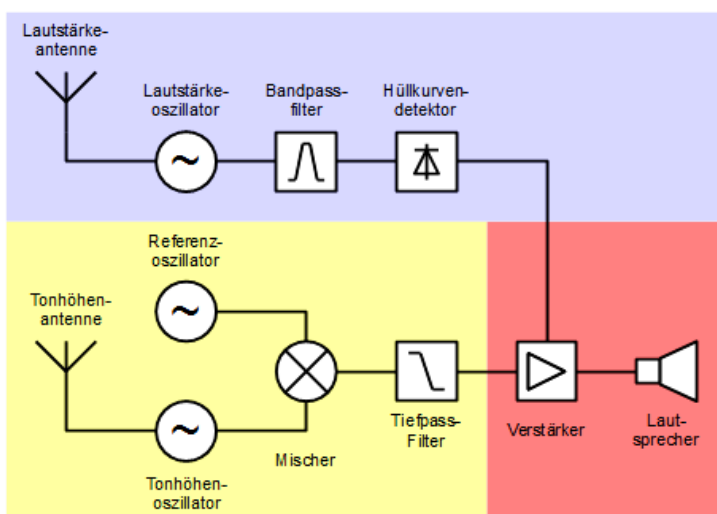 Lautstärke-
antenne
Lautstärke-
oszillator
Bandpass-
filter
Hüllkurven-
detektor
Referenz-
oszillator
Tonhöhen-
antenne
Mischer
Tiefpass-
Filter
Verstärker
Laut-
sprecher
Tonhöhen-
oszillator